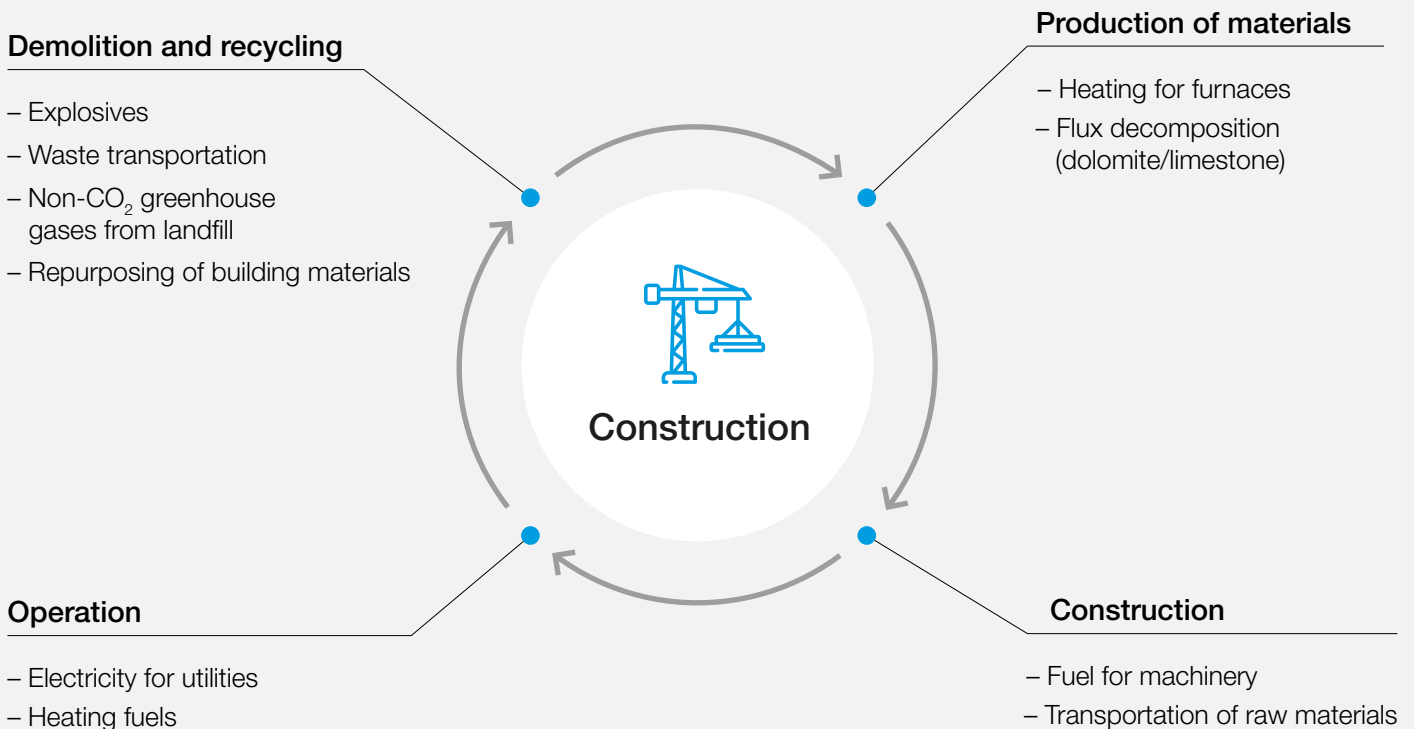 Demolition and recycling
– Explosives
– Waste transportation
– Non-CO₂ greenhouse
gases from landfill
– Repurposing of building materials
Production of materials
– Heating for furnaces
– Flux decomposition
(dolomite/limestone)
Construction
Operation
– Electricity for utilities
– Heating fuels
Construction
– Fuel for machinery
– Transportation of raw materials